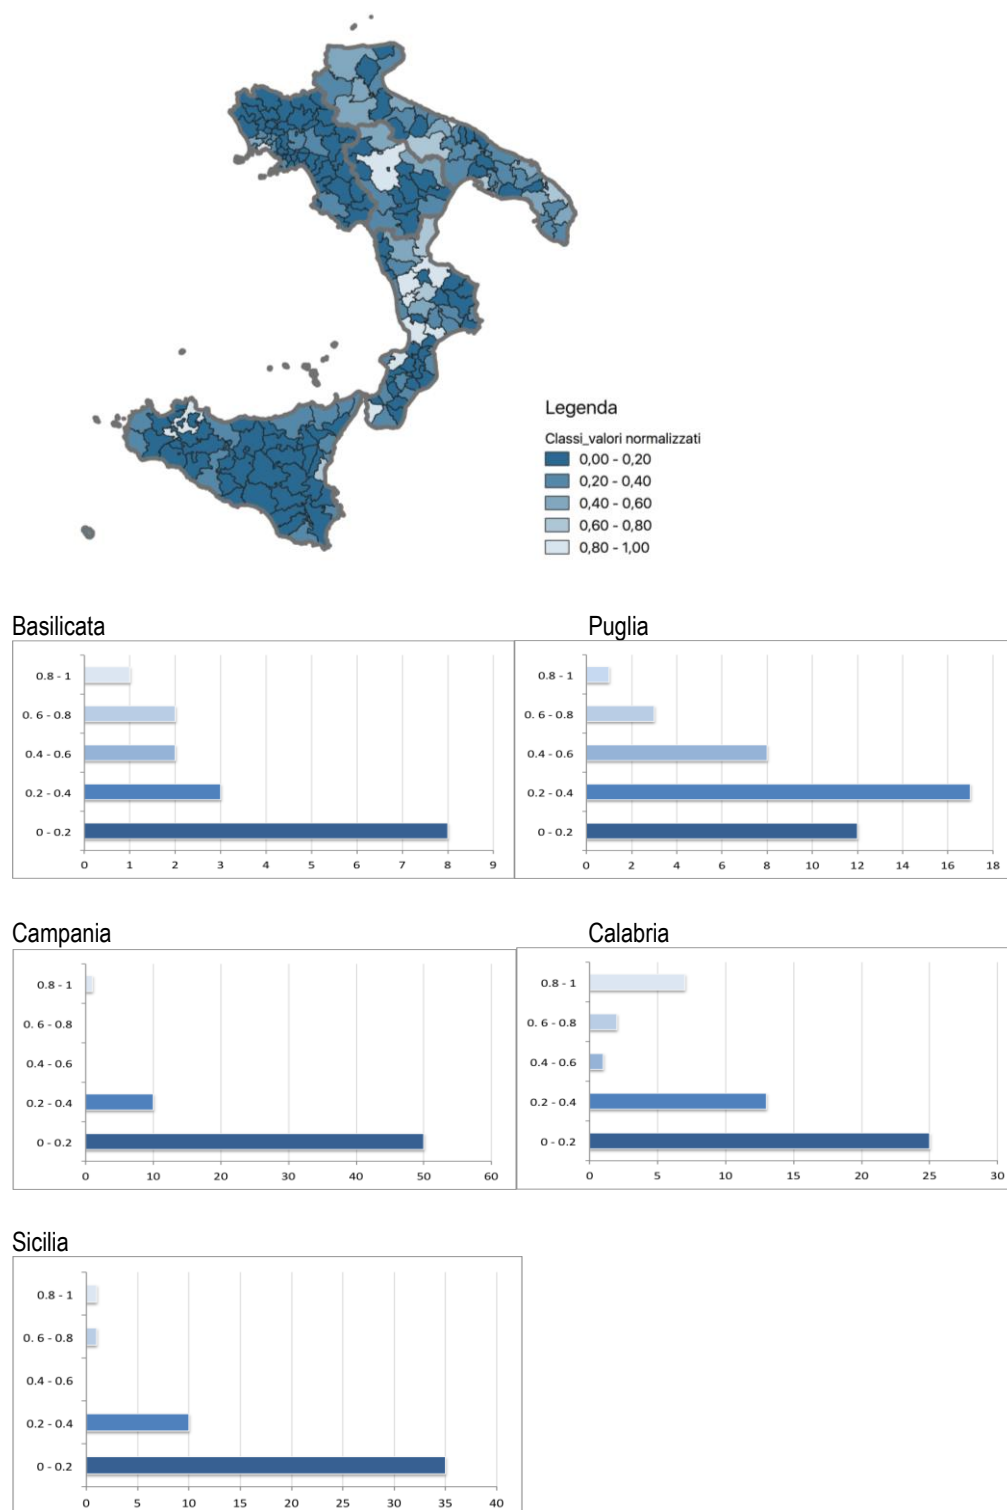 Legenda
Classi_valori normalizzati
0,00 - 0,20
0,20 - 0,40
0,40 - 0,60
0,60 - 0,80
0,80 - 1,00
Basilicata
0.8 - 1
0. 6 - 0.8
0.4 - 0.6
0.2 - 0.4
0 - 0.2
0 1 2 3 4 5 6 7 8 9
Puglia
0.8 - 1
0. 6 - 0.8
0.4 - 0.6
0.2 - 0.4
0 - 0.2
0 2 4 6 8 10 12 14 16 18
Campania
0.8 - 1
0. 6 - 0.8
0.4 - 0.6
0.2 - 0.4
0 - 0.2
0 10 20 30 40 50 60
Calabria
0.8 - 1
0. 6 - 0.8
0.4 - 0.6
0.2 - 0.4
0 - 0.2
0 5 10 15 20 25 30
Sicilia
0.8 - 1
0. 6 - 0.8
0.4 - 0.6
0.2 - 0.4
0 - 0.2
0 5 10 15 20 25 30 35 40